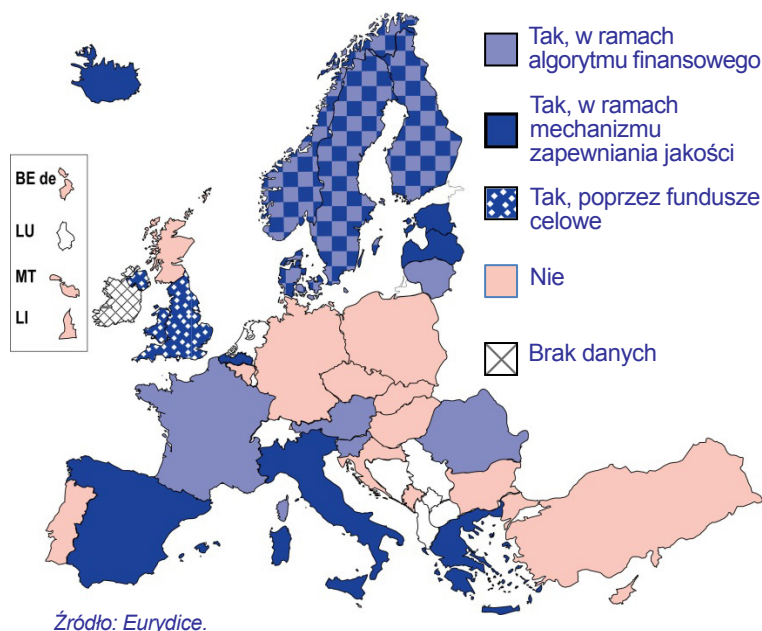 Tak, w ramach
algorytmu finansowego
Tak, w ramach
mechanizmu
zapewniania jakości
Tak, poprzez fundusze
celowe
Nie
Brak danych
BE de
LU
MT
LI
Źródło: Eurydice.